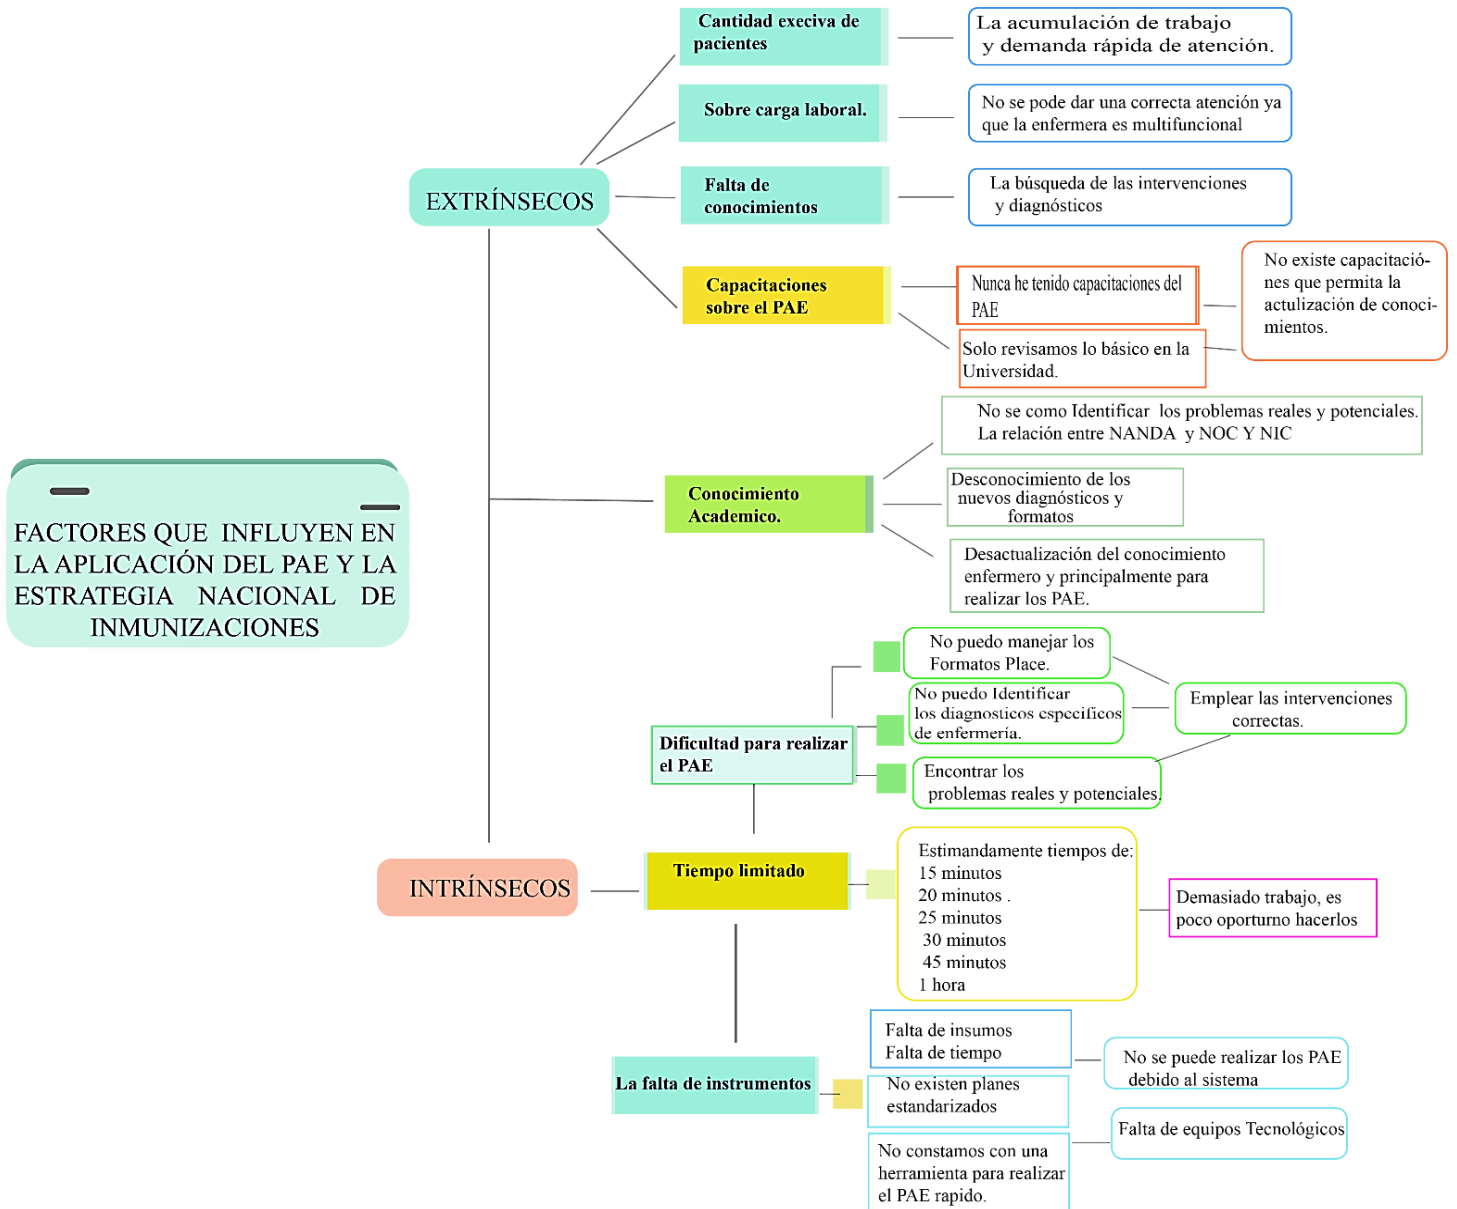 Cantidad execiva de
pacientes
La acumulación de trabajo
y demanda rápida de atención.
Sobre carga laboral.
No se pode dar una correcta atención ya
que la enfermera es multifuncional
EXTRÍNSECOS
Falta de
conocimientos
La búsqueda de las intervenciones
y diagnósticos
Capacitaciones
sobre el PAE
Nunca he tenido capacitaciones del
PAE
Solo revisamos lo básico en la
Universidad.
No existe capacitació-
nes que permita la
actulización de conoci-
mientos.
FACTORES QUE INFLUYEN EN
LA APLICACIÓN DEL PAE Y LA
ESTRATEGIA NACIONAL DE
INMUNIZACIONES
Conocimiento
Academico.
No se como Identificar los problemas reales y potenciales.
La relación entre NANDA y NOC Y NIC
Desconocimiento de los
nuevos diagnósticos y
formatos
Desactualización del conocimiento
enfermero y principalmente para
realizar los PAE.
Dificultad para realizar
el PAE
No puedo manejar los
Formatos Place.
No puedo Identificar
los diagnosticos especificos
de enfermería.
Encontrar los
problemas reales y potenciales.
Emplear las intervenciones
correctas.
INTRÍNSECOS
Tiempo limitado
Estimandamente tiempos de:
15 minutos
20 minutos .
25 minutos
30 minutos
45 minutos
1 hora
Demasiado trabajo, es
poco oporturno hacerlos
La falta de instrumentos
Falta de insumos
Falta de tiempo
No existen planes
estandarizados
No constamos con una
herramienta para realizar
el PAE rapido.
No se puede realizar los PAE
debido al sistema
Falta de equipos Tecnológicos